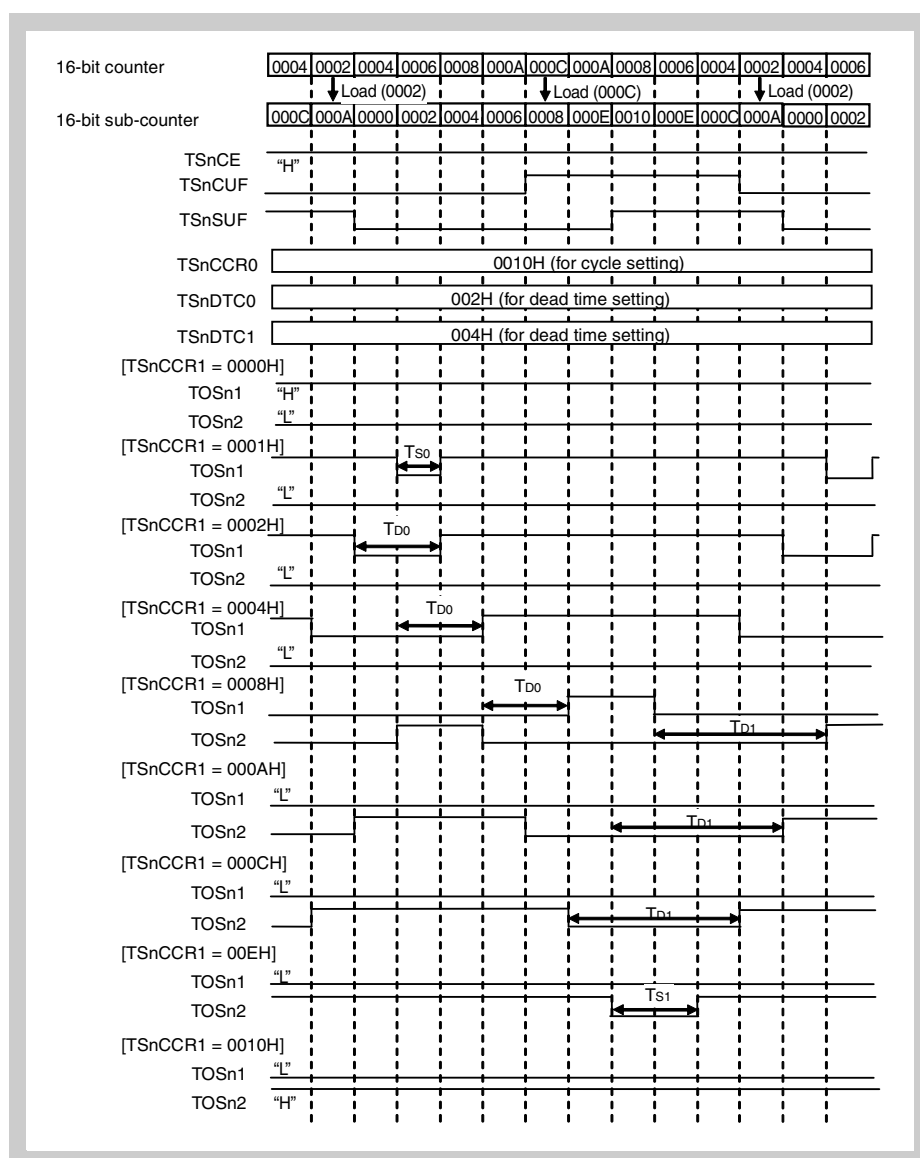 16-bit counter 0004 0002 0004 0006 0008 000A 000C 000A 0008 0006 0004 0002 0004 0006
Load (0002) Load (000C) Load (0002)
16-bit sub-counter 000C 000A 0000 0002 0004 0006 0008 000E 0010 000E 000C 000A 0000 0002
TSnCE "H"
TSnCUF
TSnSUF
TSnCCR0 0010H (for cycle setting)
TSnDTC0 002H (for dead time setting)
TSnDTC1 004H (for dead time setting)
[TSnCCR1 = 0000H]
TOSn1 "H"
TOSn2 "L"
[TSnCCR1 = 0001H]
TS0
TOSn1
TOSn2 "L"
[TSnCCR1 = 0002H]
TD0
TOSn1
TOSn2 "L"
[TSnCCR1 = 0004H] TD0
TOSn1
TOSn2 "L"
[TSnCCR1 = 0008H] TD0
TOSn1
TOSn2 TD1
[TSnCCR1 = 000AH]
TOSn1 "L"
TOSn2 TD1
[TSnCCR1 = 000CH]
TOSn1 "L"
TOSn2 TD1
[TSnCCR1 = 00EH]
TOSn1 "L"
TOSn2 TS1
[TSnCCR1 = 0010H]
TOSn1 "L"
TOSn2 "H"